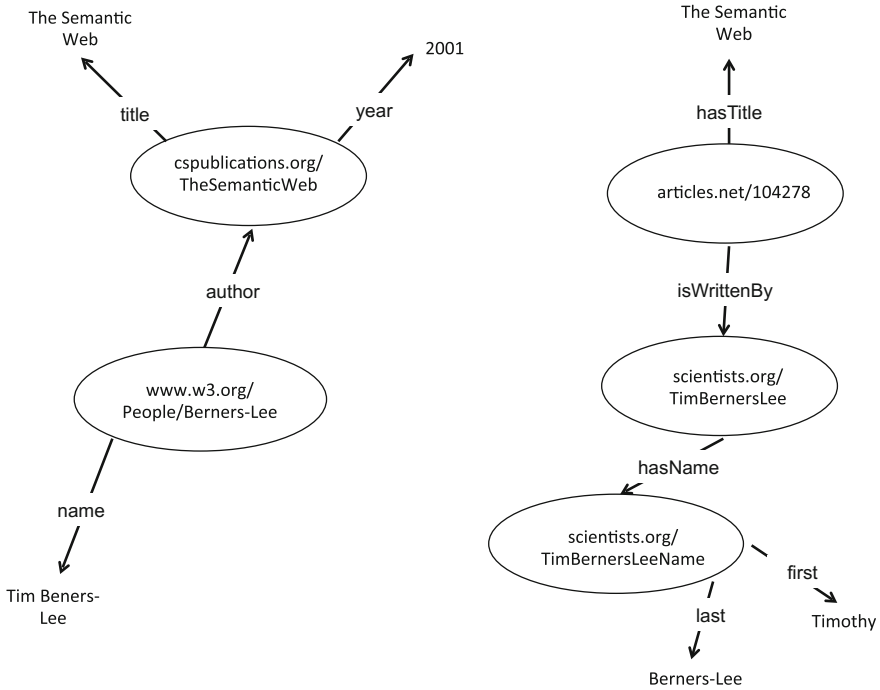 The Semantic
Web
2001
title
year
cspublications.org/
TheSemanticWeb
author
www.w3.org/
People/Berners-Lee
name
Tim Beners-
Lee
The Semantic
Web
hasTitle
articles.net/104278
isWrittenBy
scientists.org/
TimBernersLee
hasName
scientists.org/
TimBernersLeeName
first
Timothy
last
Berners-Lee